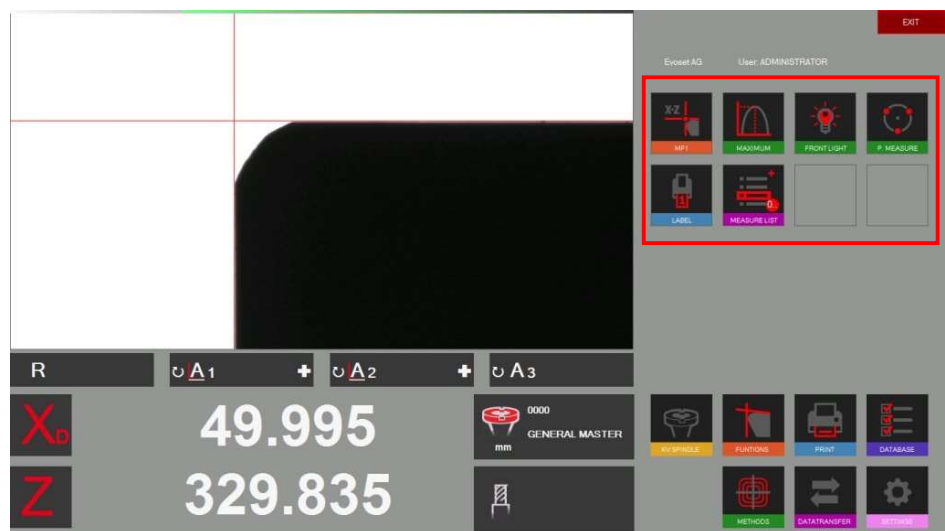 EXIT
Evoset AG User: ADMINISTRATOR
X-Z
MF1 MAXIMUM FRONT LIGHT P. MEASURE
1 0
LABEL MEASURE LIST
R A1 A2 A3
XD 49.995 0000
GENERAL MASTER
mm
Z 329.835
KV SPINDLE FUNTIONS PRINT DATABASE
METHODS DATATRANSFER SETTINGS